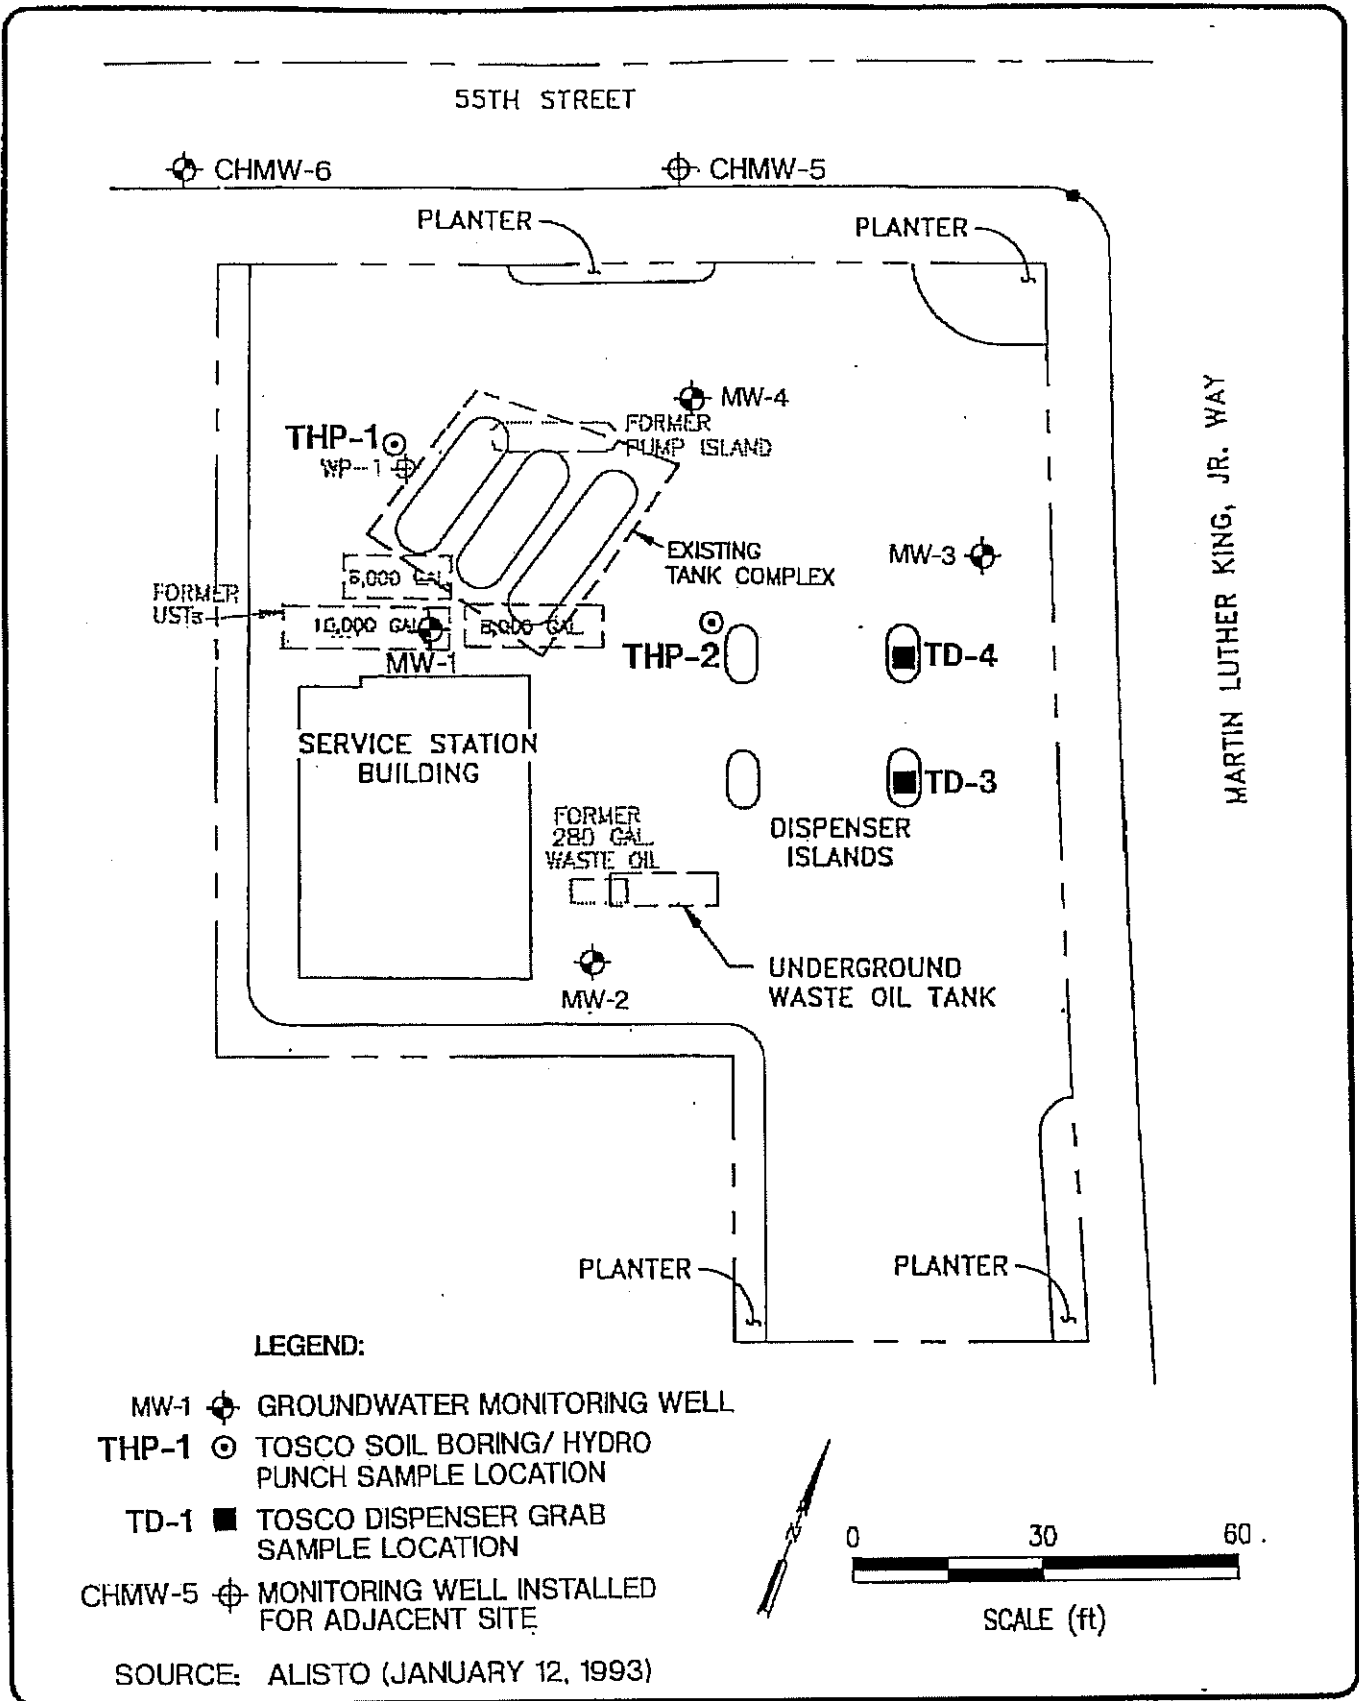 55TH STREET
CHMW-6
CHMW-5
PLANTER
PLANTER
MW-4
FORMER
PUMP ISLAND
THP-1
WP-1
MARTIN LUTHER KING, JR. WAY
MW-3
EXISTING
TANK COMPLEX
FORMER
USTs
10,000 GAL
MW-1
THP-2
TD-4
SERVICE STATION
BUILDING
TD-3
FORMER
280 GAL.
WASTE OIL
DISPENSER
ISLANDS
UNDERGROUND
WASTE OIL TANK
MW-2
PLANTER
PLANTER
LEGEND:
MW-1 GROUNDWATER MONITORING WELL
THP-1 TOSCO SOIL BORING/ HYDRO
PUNCH SAMPLE LOCATION
TD-1 TOSCO DISPENSER GRAB
SAMPLE LOCATION
CHMW-5 MONITORING WELL INSTALLED
FOR ADJACENT SITE
N
0 30 60
SCALE (ft)
SOURCE: ALISTO (JANUARY 12, 1993)